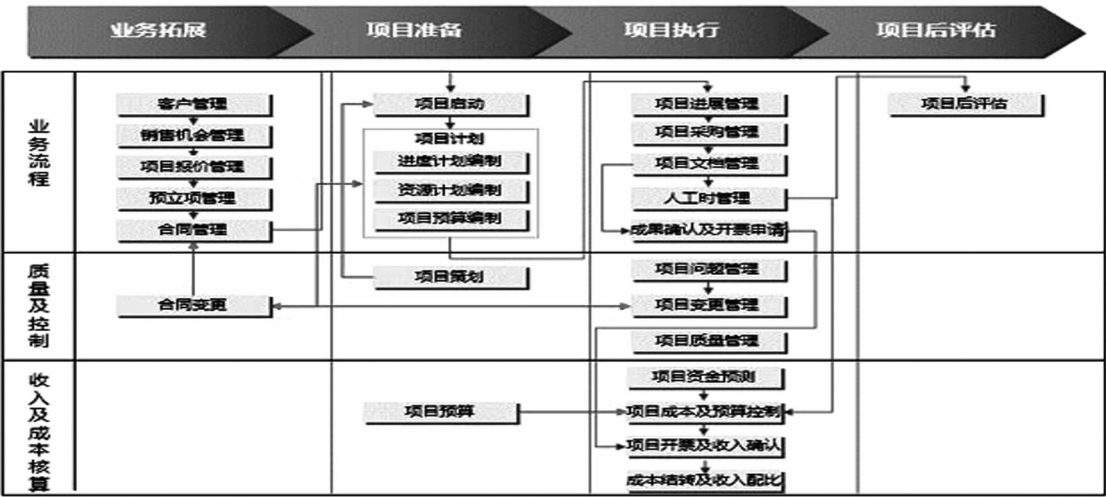 业务拓展
项目准备
项目执行
项目后评估
业务流程
客户管理
销售机会管理
项目报价管理
预立项管理
合同管理
项目启动
项目计划
进度计划编制
资源计划编制
项目预算编制
项目进展管理
项目采购管理
项目文档管理
人工时管理
成果确认及开票申请
项目后评估
质量及控制
合同变更
项目策划
项目问题管理
项目变更管理
项目质量管理
收入及成本核算
项目预算
项目资金预测
项目成本及预算控制
项目开票及收入确认
成本结转及收入配比